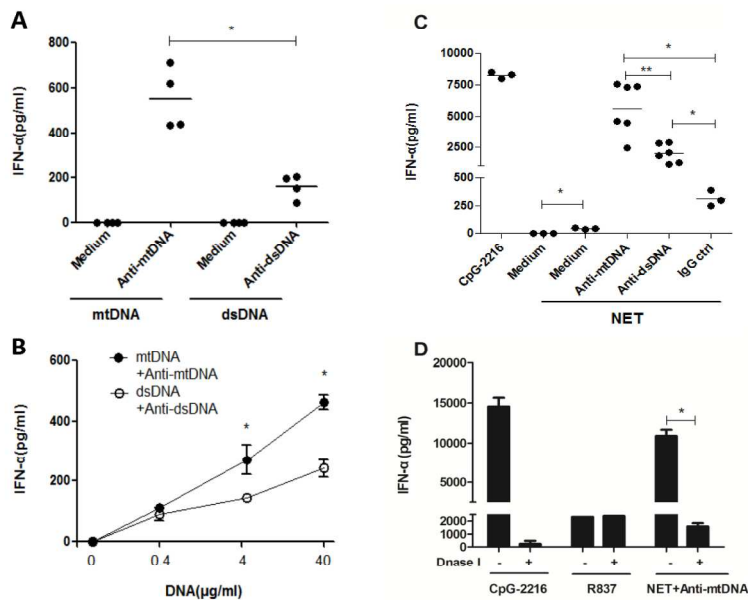 A
IFN-α(pg/ml)
800
600
400
200
0
*
Medium
Anti-mtDNA
Medium
Anti-dsDNA
mtDNA
dsDNA
C
IFN-α(pg/ml)
10000
7500
5000
2500
500
250
0
*
**
*
*
CpG-2216
Medium
Medium
Anti-mtDNA
Anti-dsDNA
IgG ctrl
NET
B
IFN-α(pg/ml)
600
400
200
0
mtDNA
+Anti-mtDNA
dsDNA
+Anti-dsDNA
*
*
0
0.4
4
40
DNA(µg/ml)
D
IFN-α (pg/ml)
20000
15000
10000
5000
2000
1000
0
*
Dnase I - + - + - +
CpG-2216
R837
NET+Anti-mtDNA